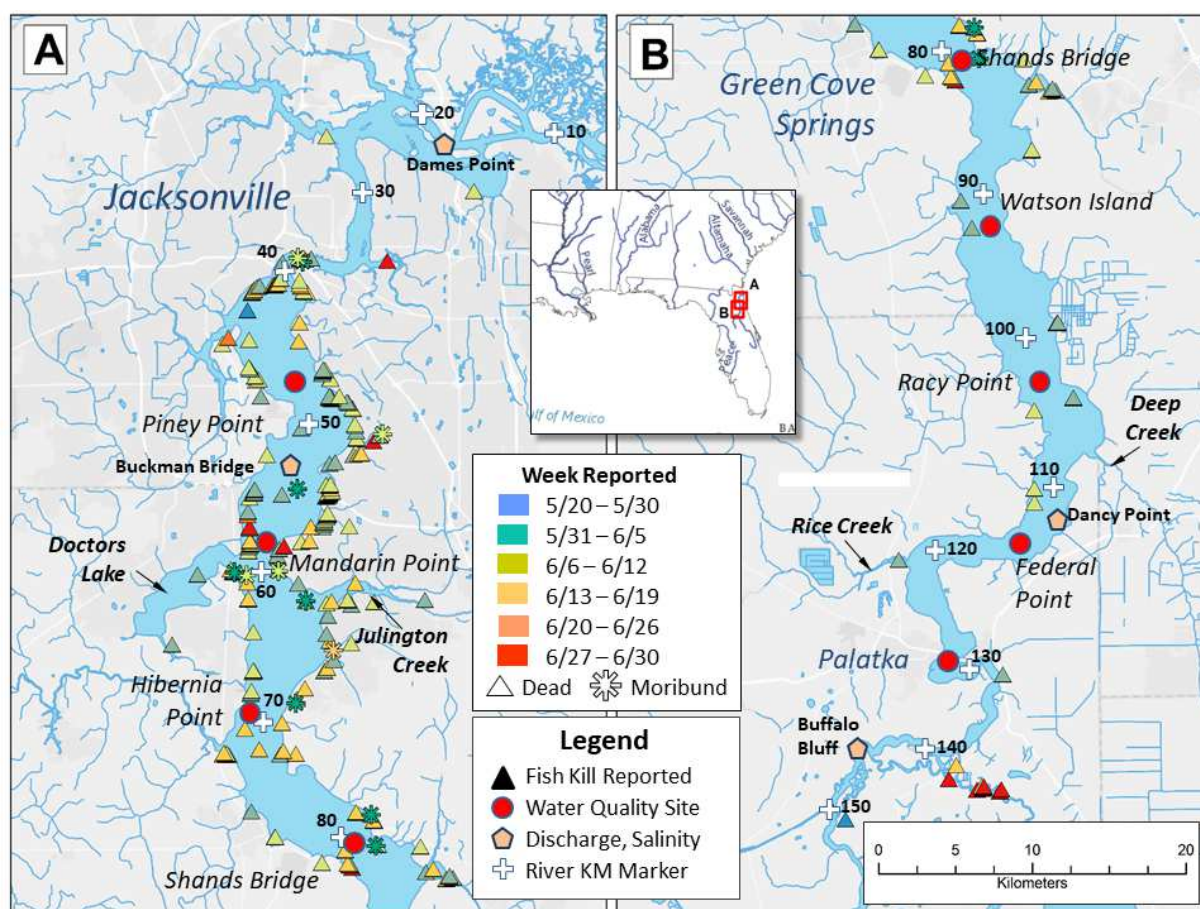 A
20
10
Dames Point
Jacksonville
30
40
Piney Point
50
Buckman Bridge
Doctors
Lake
Mandarin Point
60
Julington
Creek
Hibernia
Point
70
80
Shands Bridge
B
80
Shands Bridge
Green Cove
Springs
90
Watson Island
100
Racy Point
Deep
Creek
110
Dancy Point
Rice Creek
120
Federal
Point
Palatka
130
Buffalo
Bluff
140
150
Pearl
Alabama
Altamaha
Savannah
A
B
Peace
ulf of Mexico
B A
Week Reported
5/20 – 5/30
5/31 – 6/5
6/6 – 6/12
6/13 – 6/19
6/20 – 6/26
6/27 – 6/30
Dead Moribund
Legend
Fish Kill Reported
Water Quality Site
Discharge, Salinity
River KM Marker
0 5 10 20
Kilometers